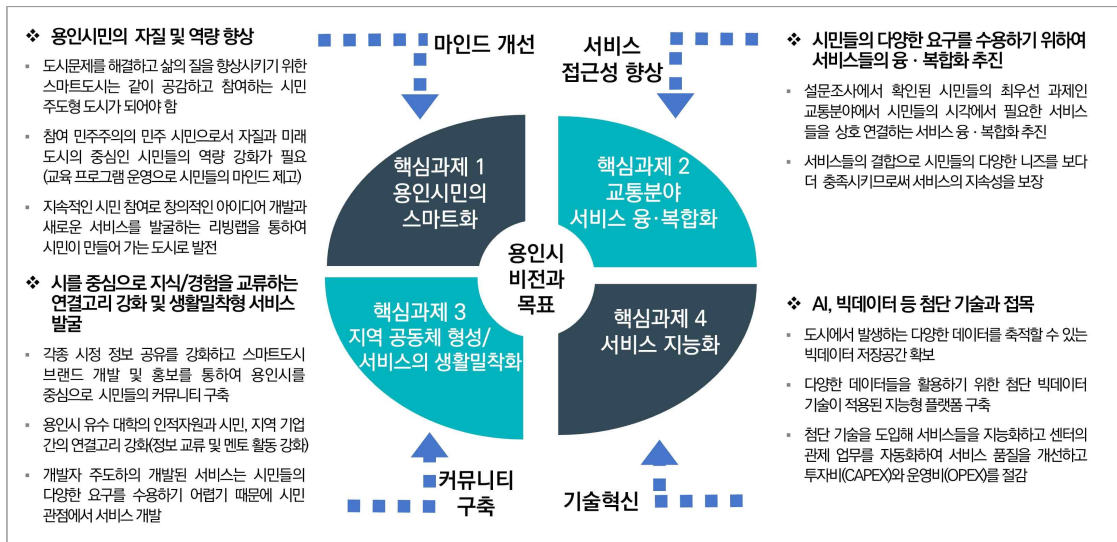 ❖ 용인시민의 자질 및 역량 향상
▪ 도시문제를 해결하고 삶의 질을 향상시키기 위한
스마트도시는 같이 공감하고 참여하는 시민
주도형 도시가 되어야 함
▪ 참여 민주주의의 민주 시민으로서 자질과 미래
도시의 중심인 시민들의 역량 강화가 필요
(교육 프로그램 운영으로 시민들의 마인드 제고)
▪ 지속적인 시민 참여로 창의적인 아이디어 개발과
새로운 서비스를 발굴하는 리빙랩을 통하여
시민이 만들어 가는 도시로 발전
❖ 시를 중심으로 지식/경험을 교류하는
연결고리 강화 및 생활밀착형 서비스
발굴
▪ 각종 시정 정보 공유를 강화하고 스마트도시
브랜드 개발 및 홍보를 통하여 용인시를
중심으로 시민들의 커뮤니티 구축
▪ 용인시 유수 대학의 인적자원과 시민, 지역 기업
간의 연결고리 강화(정보 교류 및 멘토 활동 강화)
▪ 개발자 주도하의 개발된 서비스는 시민들의
다양한 요구를 수용하기 어렵기 때문에 시민
관점에서 서비스 개발
마인드 개선
서비스
접근성 향상
핵심과제 1
용인시민의
스마트화
핵심과제 2
교통분야
서비스 융·복합화
용인시
비전과
목표
핵심과제 3
지역 공동체 형성/
서비스의 생활밀착화
핵심과제 4
서비스 지능화
커뮤니티
구축
기술혁신
❖ 시민들의 다양한 요구를 수용하기 위하여
서비스들의 융 · 복합화 추진
▪ 설문조사에서 확인된 시민들의 최우선 과제인
교통분야에서 시민들의 시각에서 필요한 서비스
들을 상호 연결하는 서비스 융 · 복합화 추진
▪ 서비스들의 결합으로 시민들의 다양한 니즈를 보다
더 충족시키므로써 서비스의 지속성을 보장
❖ AI, 빅데이터 등 첨단 기술과 접목
▪ 도시에서 발생하는 다양한 데이터를 축적할 수 있는
빅데이터 저장공간 확보
▪ 다양한 데이터들을 활용하기 위한 첨단 빅데이터
기술이 적용된 지능형 플랫폼 구축
▪ 첨단 기술을 도입해 서비스들을 지능화하고 센터의
관제 업무를 자동화하여 서비스 품질을 개선하고
투자비(CAPEX)와 운영비(OPEX)를 절감